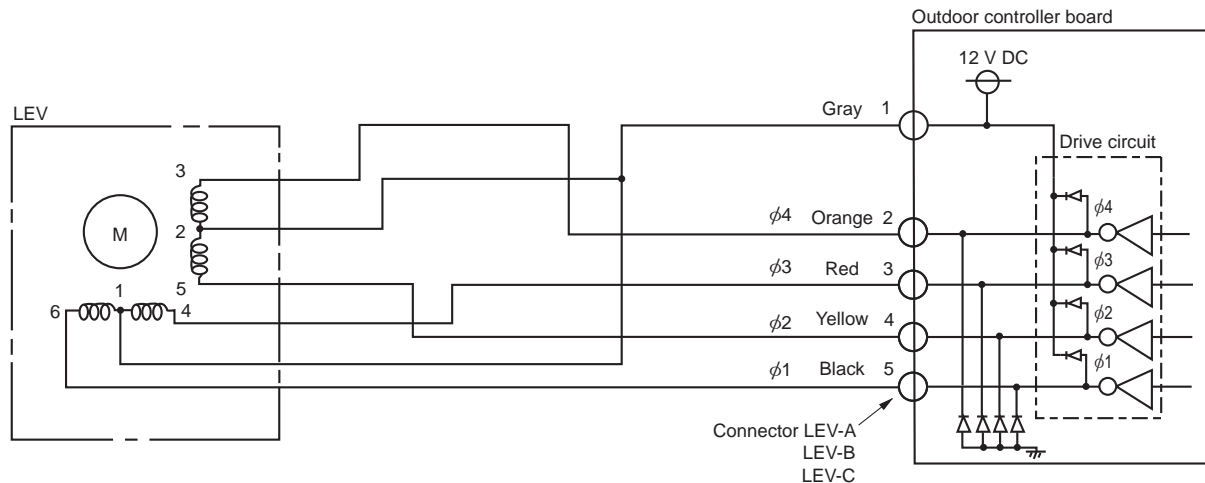 Outdoor controller board
12 V DC
LEV
Gray 1
Drive circuit
3
M
2
5
1
6
4
ϕ4 Orange 2
ϕ4
ϕ3 Red 3
ϕ3
ϕ2 Yellow 4
ϕ2
ϕ1 Black 5
ϕ1
Connector LEV-A
LEV-B
LEV-C